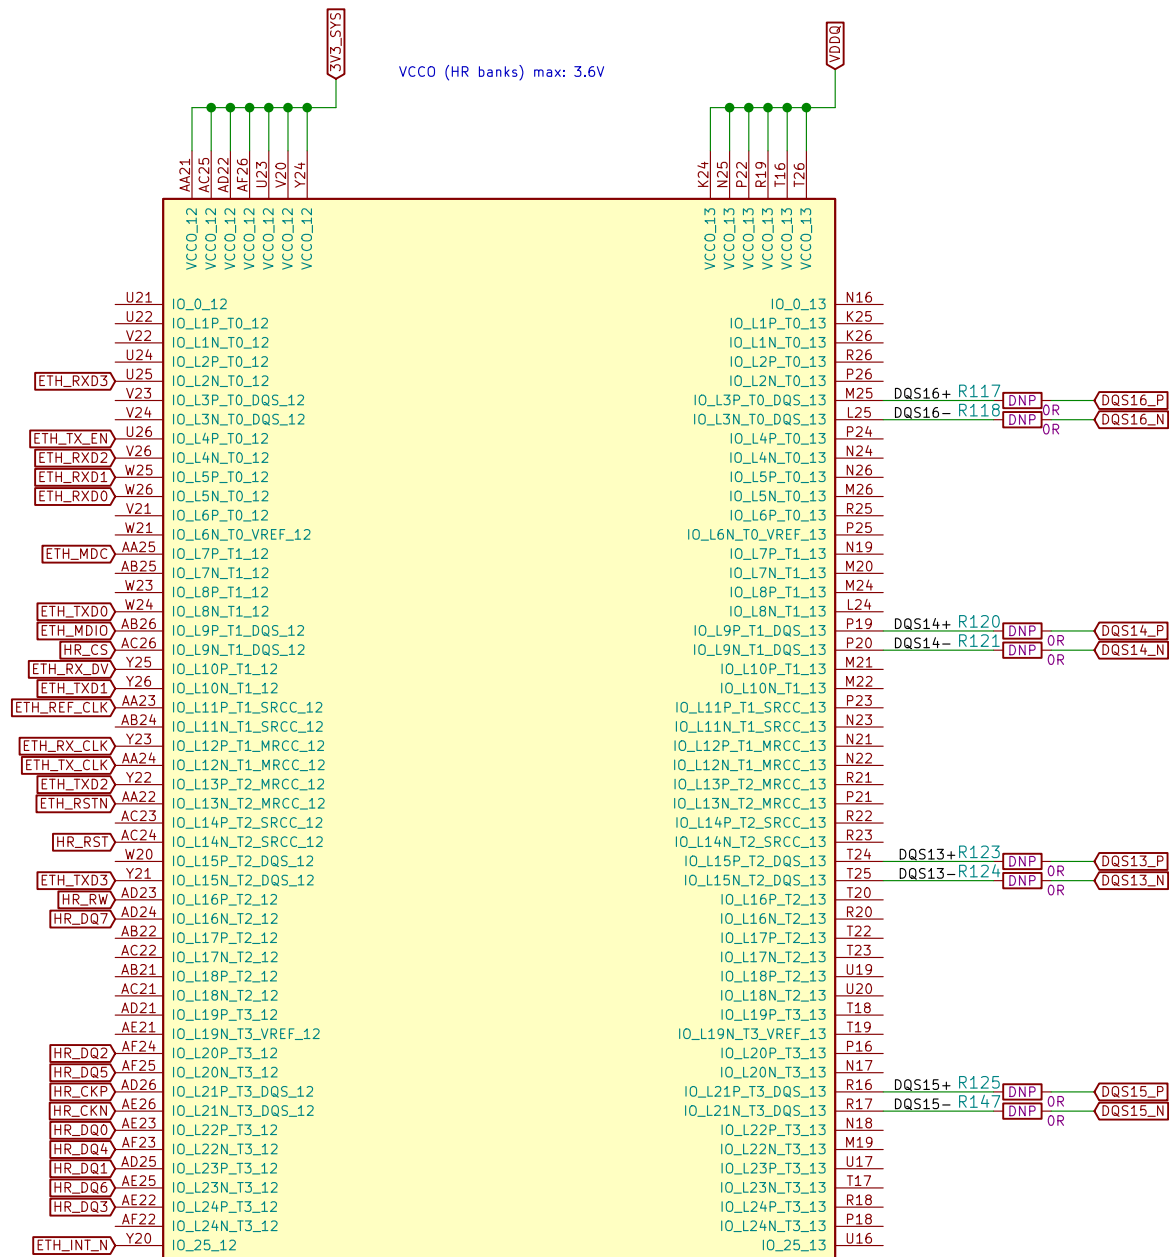 3V3_SYS
VCCO (HR banks) max: 3.6V
VDDQ
AA21 AC25 AD22 AF26 U23 V20 Y24
K24 N25 P22 R19 T16 T26
VCCO_12 VCCO_12 VCCO_12 VCCO_12 VCCO_12 VCCO_12 VCCO_12
VCCO_13 VCCO_13 VCCO_13 VCCO_13 VCCO_13 VCCO_13
U21 IO_0_12 IO_0_13 N16
U22 IO_L1P_T0_12 IO_L1P_T0_13 K25
V22 IO_L1N_T0_12 IO_L1N_T0_13 K26
U24 IO_L2P_T0_12 IO_L2P_T0_13 R26
ETH_RXD3 U25 IO_L2N_T0_12 IO_L2N_T0_13 P26
V23 IO_L3P_T0_DQS_12 IO_L3P_T0_DQS_13 M25 DQS16+ R117 DNP 0R DQS16_P
V24 IO_L3N_T0_DQS_12 IO_L3N_T0_DQS_13 L25 DQS16- R118 DNP 0R DQS16_N
ETH_TX_EN U26 IO_L4P_T0_12 IO_L4P_T0_13 P24
ETH_RXD2 V26 IO_L4N_T0_12 IO_L4N_T0_13 N24
ETH_RXD1 W25 IO_L5P_T0_12 IO_L5P_T0_13 N26
ETH_RXD0 W26 IO_L5N_T0_12 IO_L5N_T0_13 M26
V21 IO_L6P_T0_12 IO_L6P_T0_13 R25
W21 IO_L6N_T0_VREF_12 IO_L6N_T0_VREF_13 P25
ETH_MDC AA25 IO_L7P_T1_12 IO_L7P_T1_13 N19
AB25 IO_L7N_T1_12 IO_L7N_T1_13 M20
W23 IO_L8P_T1_12 IO_L8P_T1_13 M24
ETH_TXD0 W24 IO_L8N_T1_12 IO_L8N_T1_13 L24
ETH_MDIO AB26 IO_L9P_T1_DQS_12 IO_L9P_T1_DQS_13 P19 DQS14+ R120 DNP 0R DQS14_P
HR_CS AC26 IO_L9N_T1_DQS_12 IO_L9N_T1_DQS_13 P20 DQS14- R121 DNP 0R DQS14_N
ETH_RX_DV Y25 IO_L10P_T1_12 IO_L10P_T1_13 M21
ETH_TXD1 Y26 IO_L10N_T1_12 IO_L10N_T1_13 M22
ETH_REF_CLK AA23 IO_L11P_T1_SRCC_12 IO_L11P_T1_SRCC_13 P23
AB24 IO_L11N_T1_SRCC_12 IO_L11N_T1_SRCC_13 N23
ETH_RX_CLK Y23 IO_L12P_T1_MRCC_12 IO_L12P_T1_MRCC_13 N21
ETH_TX_CLK AA24 IO_L12N_T1_MRCC_12 IO_L12N_T1_MRCC_13 N22
ETH_TXD2 Y22 IO_L13P_T2_MRCC_12 IO_L13P_T2_MRCC_13 R21
ETH_RSTN AA22 IO_L13N_T2_MRCC_12 IO_L13N_T2_MRCC_13 P21
AC23 IO_L14P_T2_SRCC_12 IO_L14P_T2_SRCC_13 R22
HR_RST AC24 IO_L14N_T2_SRCC_12 IO_L14N_T2_SRCC_13 R23
W20 IO_L15P_T2_DQS_12 IO_L15P_T2_DQS_13 T24 DQS13+ R123 DNP 0R DQS13_P
ETH_TXD3 Y21 IO_L15N_T2_DQS_12 IO_L15N_T2_DQS_13 T25 DQS13- R124 DNP 0R DQS13_N
HR_RW AD23 IO_L16P_T2_12 IO_L16P_T2_13 T20
HR_DQ7 AD24 IO_L16N_T2_12 IO_L16N_T2_13 R20
AB22 IO_L17P_T2_12 IO_L17P_T2_13 T22
AC22 IO_L17N_T2_12 IO_L17N_T2_13 T23
AB21 IO_L18P_T2_12 IO_L18P_T2_13 U19
AC21 IO_L18N_T2_12 IO_L18N_T2_13 U20
AD21 IO_L19P_T3_12 IO_L19P_T3_13 T18
AE21 IO_L19N_T3_VREF_12 IO_L19N_T3_VREF_13 T19
HR_DQ2 AF24 IO_L20P_T3_12 IO_L20P_T3_13 P16
HR_DQ5 AF25 IO_L20N_T3_12 IO_L20N_T3_13 N17
HR_CKP AD26 IO_L21P_T3_DQS_12 IO_L21P_T3_DQS_13 R16 DQS15+ R125 DNP 0R DQS15_P
HR_CKN AE26 IO_L21N_T3_DQS_12 IO_L21N_T3_DQS_13 R17 DQS15- R147 DNP 0R DQS15_N
HR_DQ0 AE23 IO_L22P_T3_12 IO_L22P_T3_13 N18
HR_DQ4 AF23 IO_L22N_T3_12 IO_L22N_T3_13 M19
HR_DQ1 AD25 IO_L23P_T3_12 IO_L23P_T3_13 U17
HR_DQ6 AE25 IO_L23N_T3_12 IO_L23N_T3_13 T17
HR_DQ3 AE22 IO_L24P_T3_12 IO_L24P_T3_13 R18
AF22 IO_L24N_T3_12 IO_L24N_T3_13 P18
ETH_INT_N Y20 IO_25_12 IO_25_13 U16